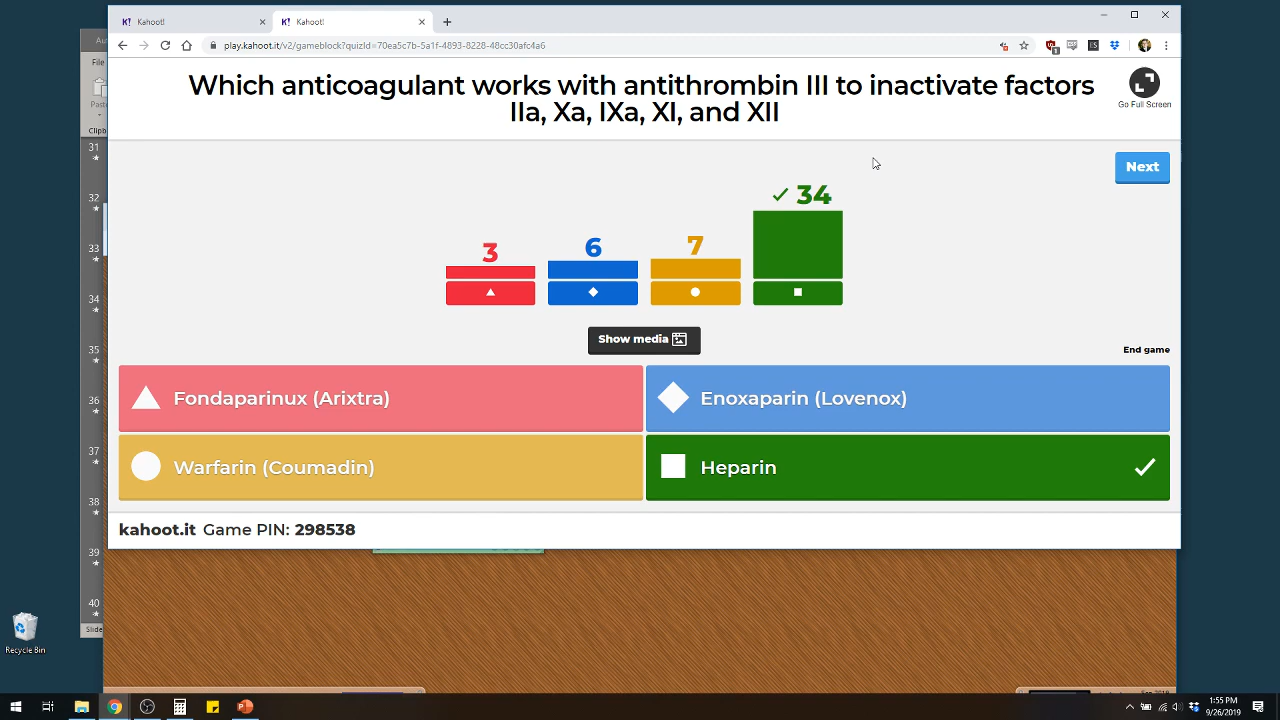 Kahoot!
Kahoot!
play.kahoot.it/v2/gameblock?quizId=70ea5c7b-5a1f-4893-8228-48cc30afc4a6
Au
File
Paste
Clipb
31
32
33
34
35
36
37
38
39
40
Slide
Which anticoagulant works with antithrombin III to inactivate factors
IIa, Xa, IXa, XI, and XII
Go Full Screen
Next
3
6
7
34
Show media
End game
Fondaparinux (Arixtra)
Enoxaparin (Lovenox)
Warfarin (Coumadin)
Heparin
kahoot.it Game PIN: 298538
Recycle Bin
1:55 PM
9/26/2019